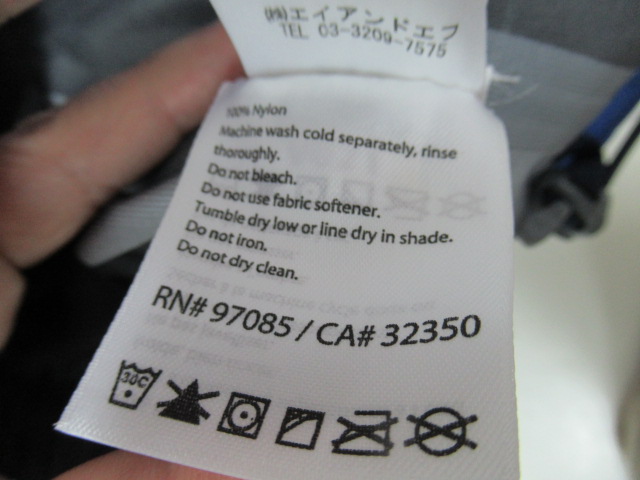 ㈱エイアンドエフ
TEL 03-3209-7575
100% Nylon
Machine wash cold separately, rinse
thoroughly.
Do not bleach.
Do not use fabric softener.
Tumble dry low or line dry in shade.
Do not iron.
Do not dry clean.
RN# 97085 / CA# 32350
30C